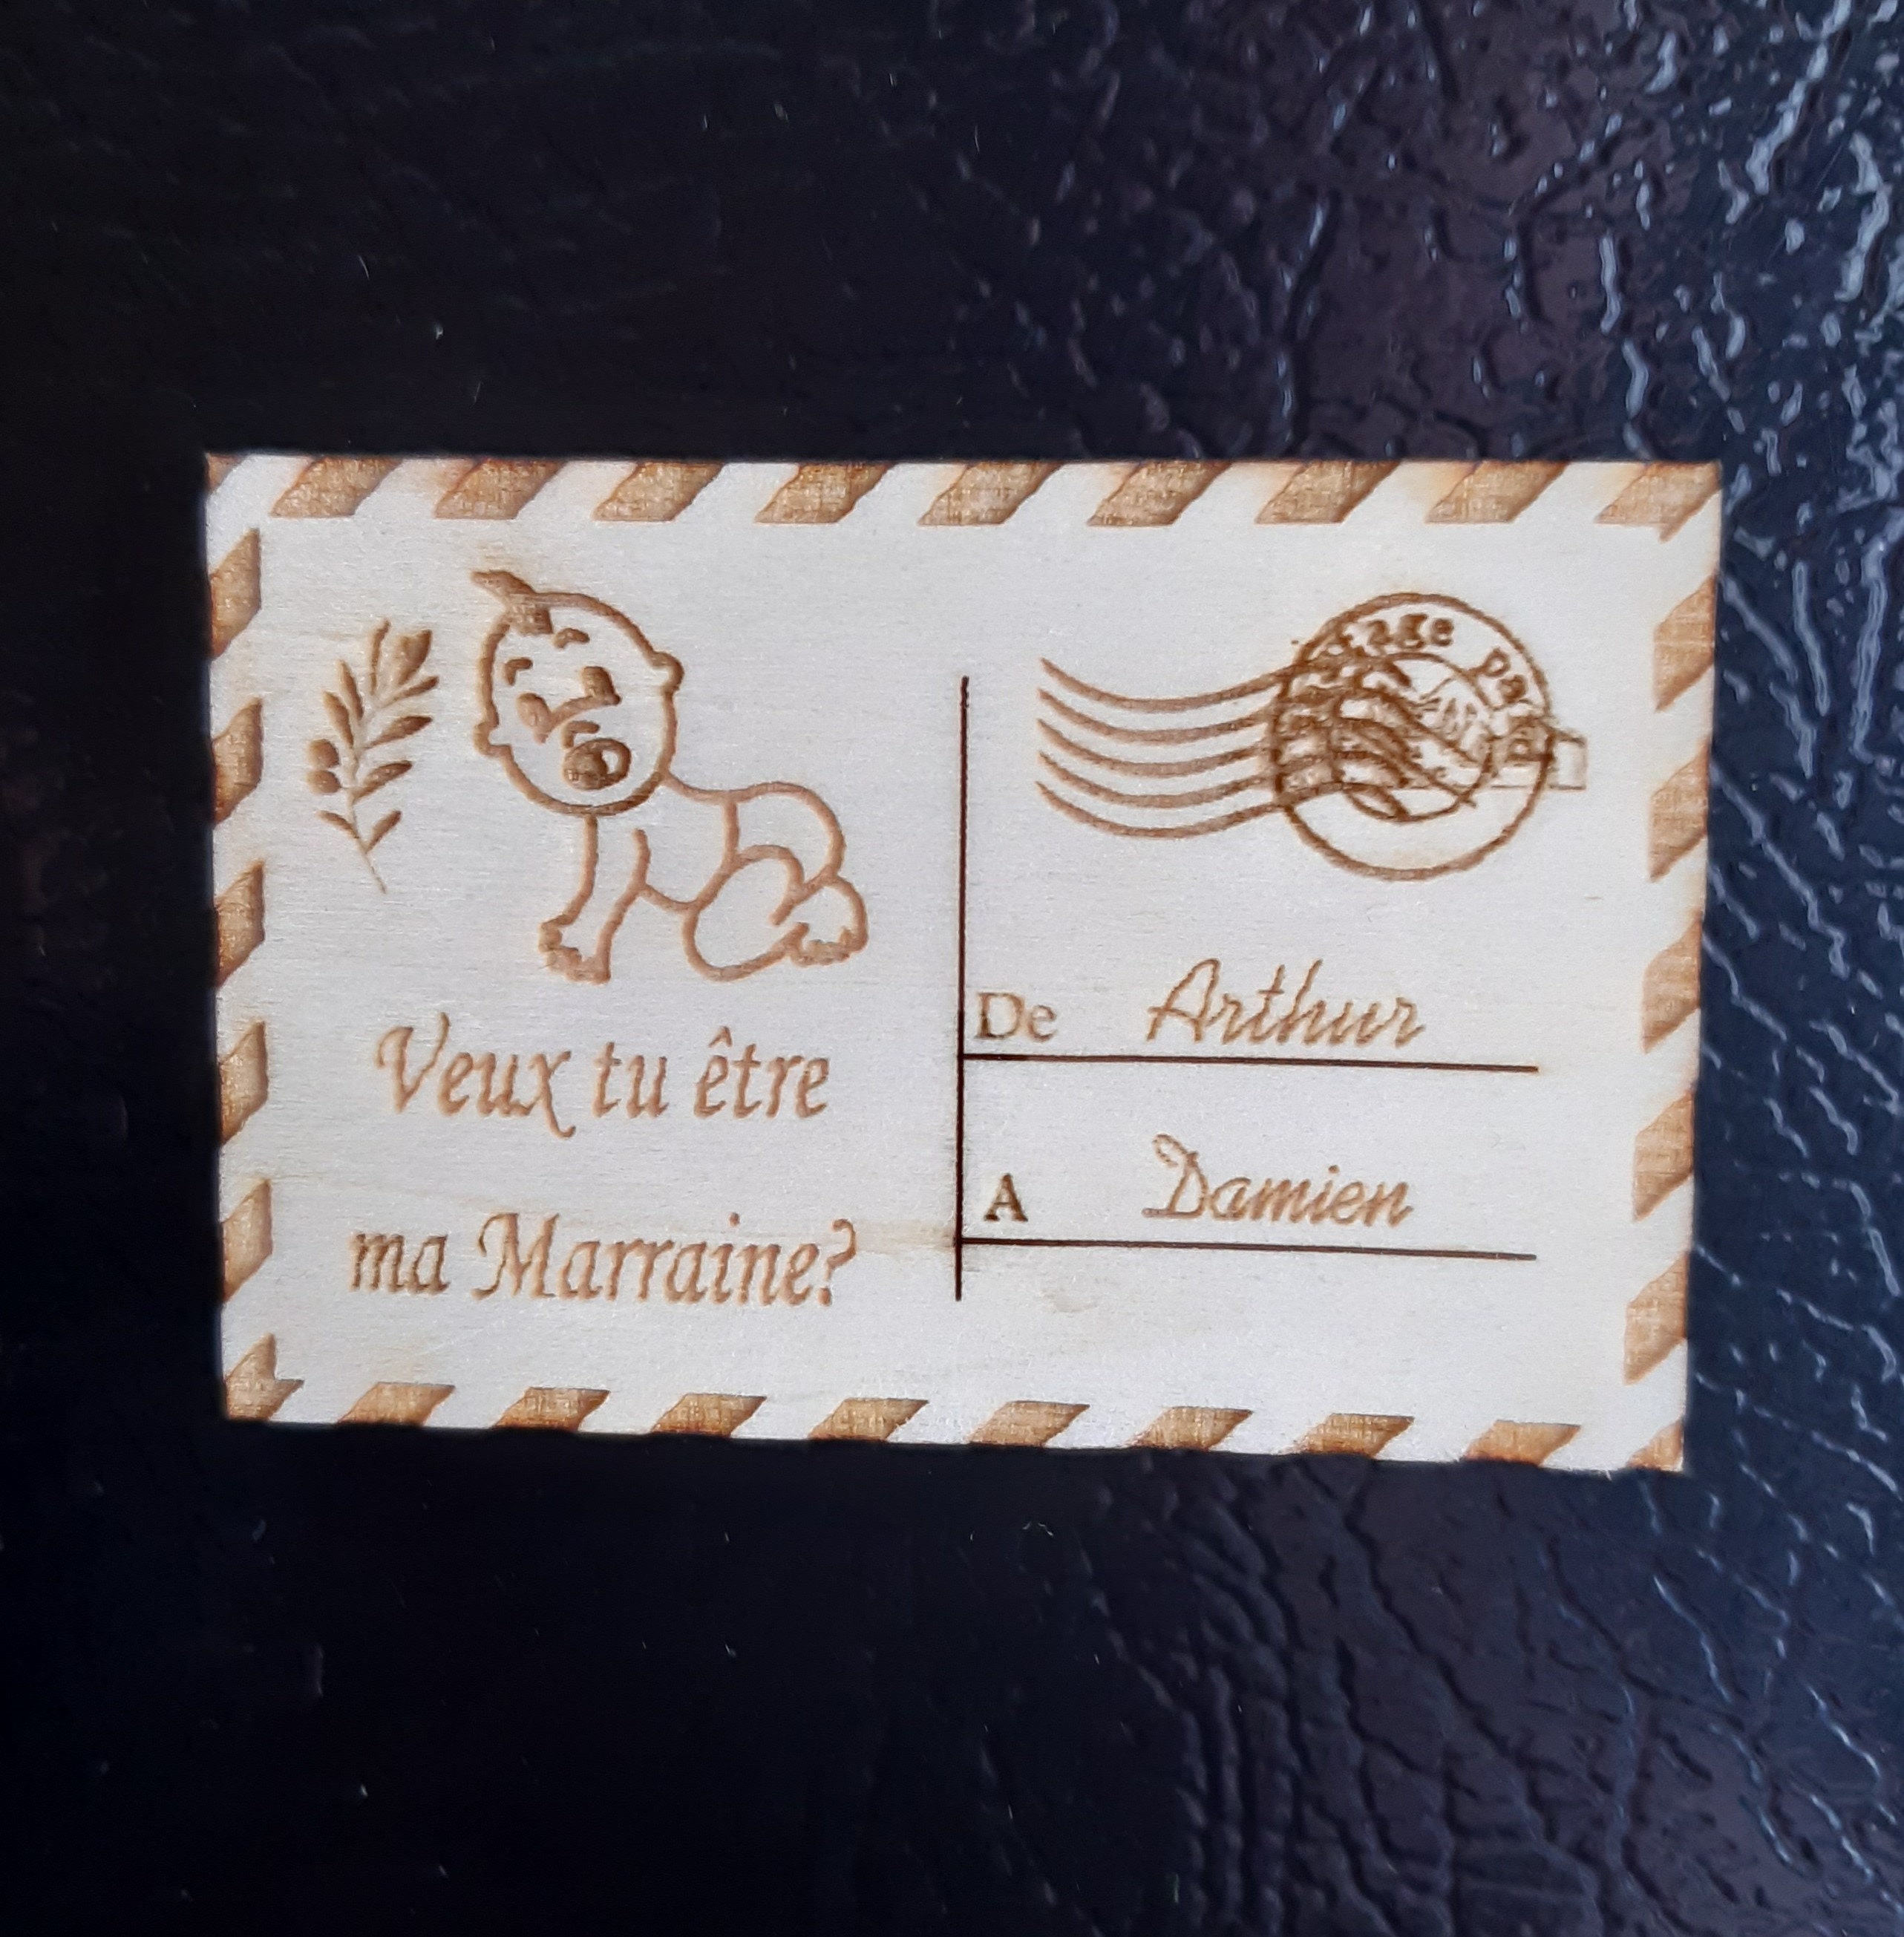 Veux tu être
ma Marraine?
De Arthur
A Damien